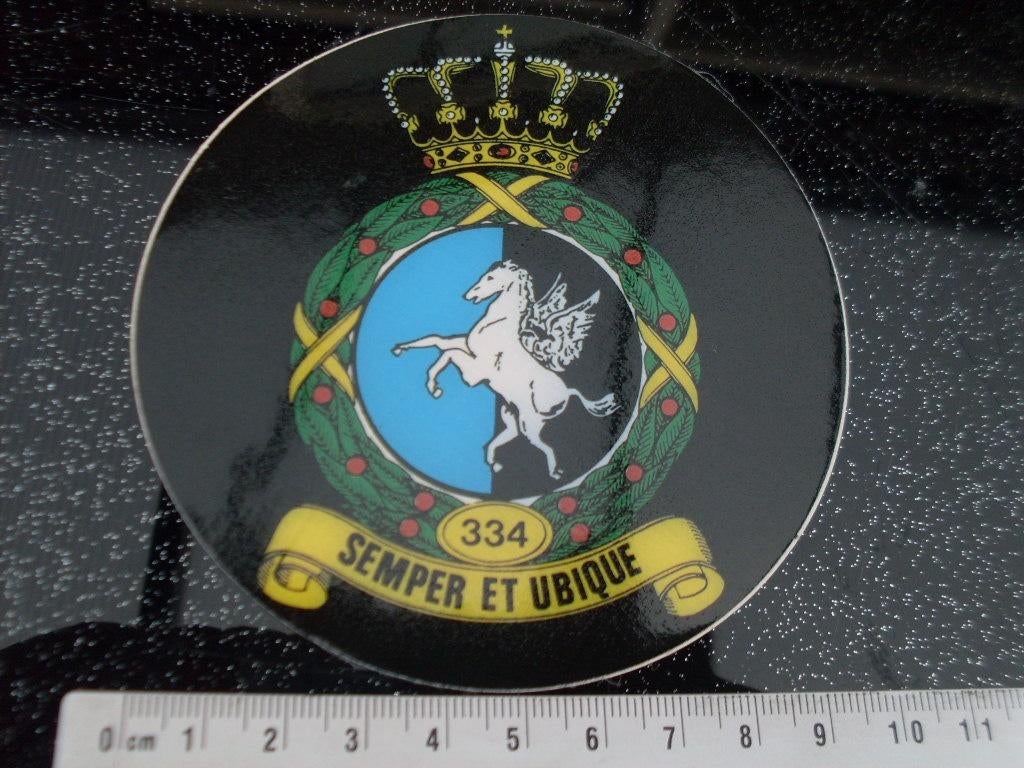 334
SEMPER ET UBIQUE
0 cm 1 2 3 4 5 6 7 8 9 10 11